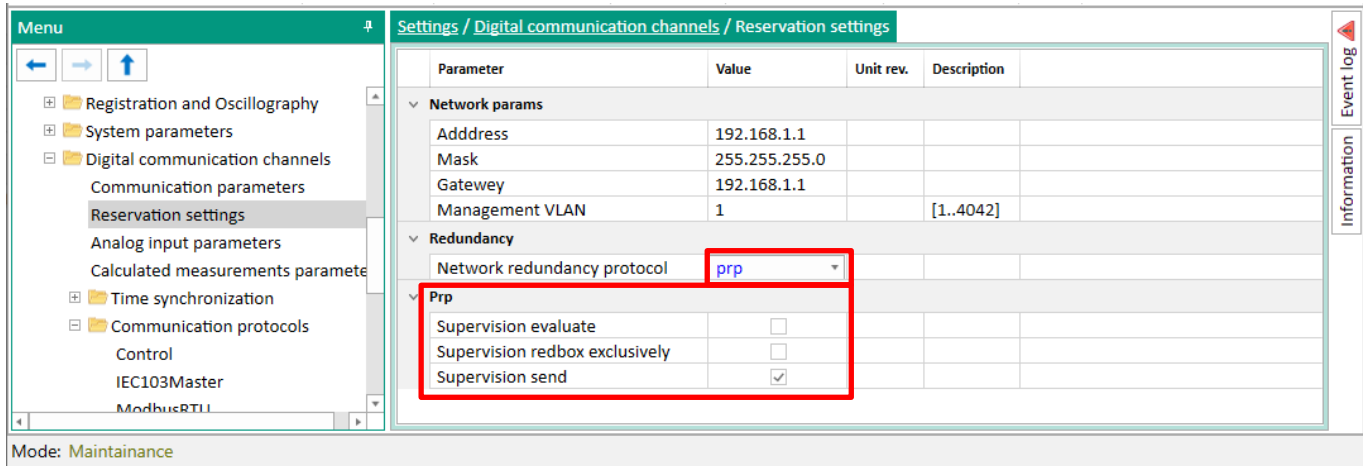 Menu
Registration and Oscillography
System parameters
Digital communication channels
Communication parameters
Reservation settings
Analog input parameters
Calculated measurements paramete
Time synchronization
Communication protocols
Control
IEC103Master
ModbusRTU
Settings / Digital communication channels / Reservation settings
Parameter Value Unit rev. Description
Network params
Adddress 192.168.1.1
Mask 255.255.255.0
Gatewey 192.168.1.1
Management VLAN 1 [1..4042]
Redundancy
Network redundancy protocol prp
Prp
Supervision evaluate
Supervision redbox exclusively
Supervision send
Event log
Information
Mode: Maintainance